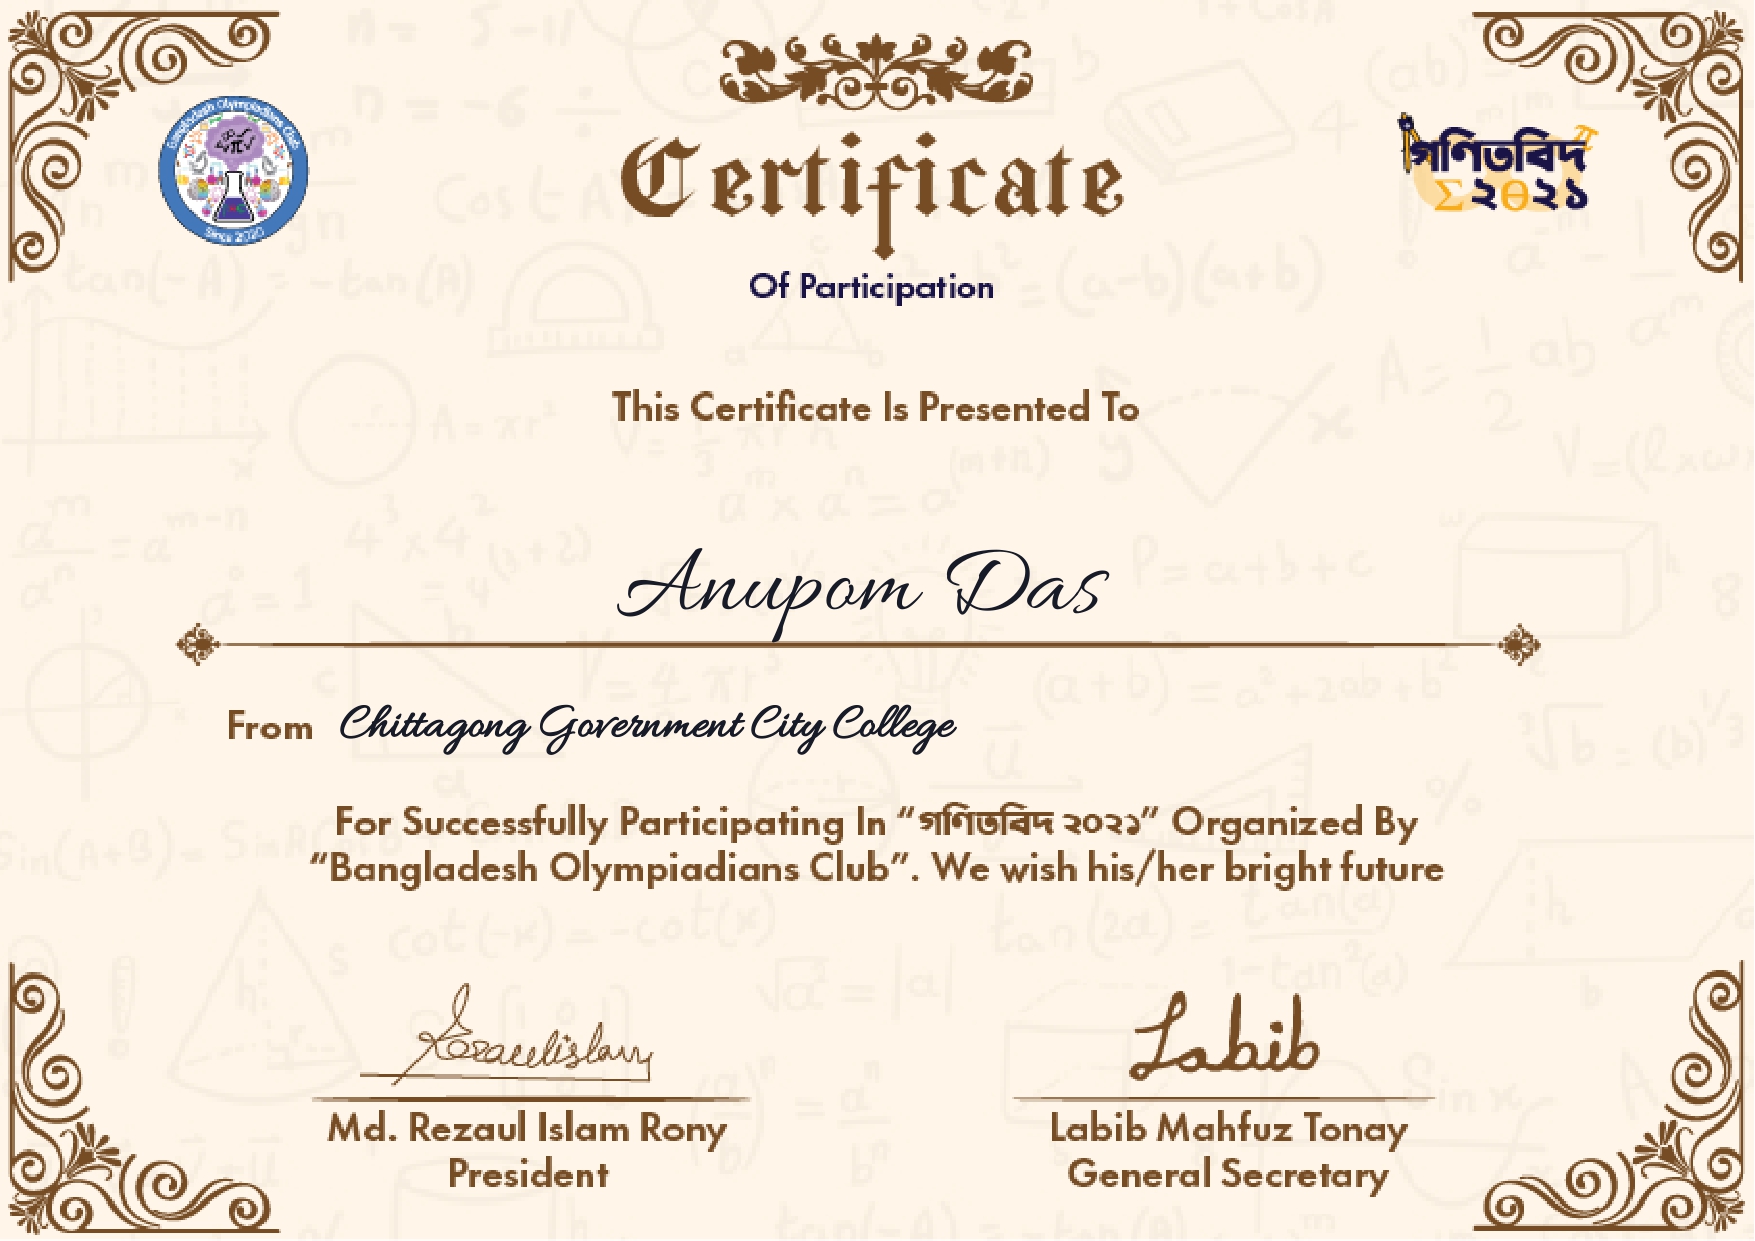 Bangladesh Olympiadians Club
Since 2020
গণিতবিদ
Σ২θ২১
Certificate
Of Participation
This Certificate Is Presented To
Anupom Das
From Chittagong Government City College
For Successfully Participating In “গণিতবিদ ২০২১” Organized By
“Bangladesh Olympiadians Club”. We wish his/her bright future
Rezaulislam
Labib
Md. Rezaul Islam Rony
President
Labib Mahfuz Tonay
General Secretary